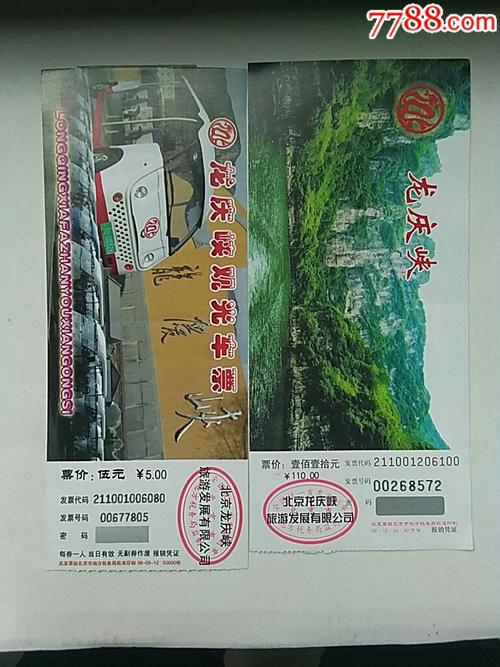 7788.com
龙庆峡观光车票
龍慶峡
LONGQINGXIAFAZHANYOUXIANGONGSI
票价：伍元 ￥5.00
发票代码 211001006080
发票号码 00677805
密 码
每券一人 当日有效 无副券作废 报销凭证
北京龙庆峡
旅游发展有限公司
龙庆峡
票价：壹佰壹拾元
￥110.00
发票代码 211001206100
发票号码 00268572
北京龙庆峡
旅游发展有限公司
报销凭证